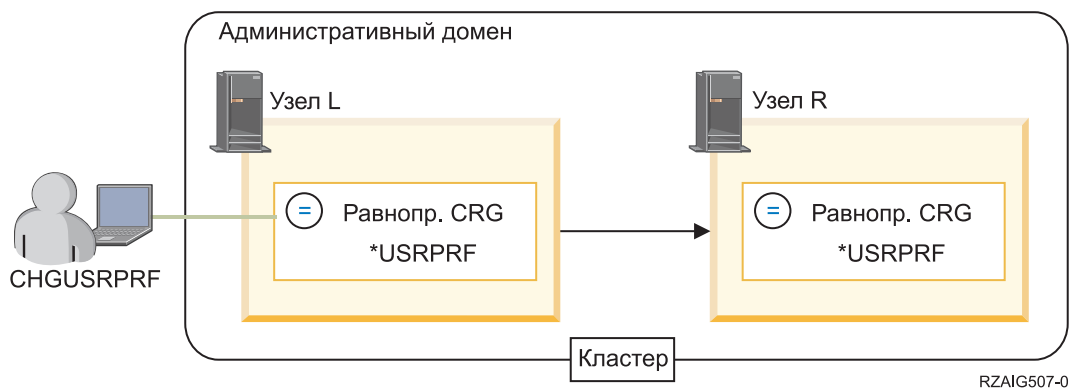 Административный домен
Узел L
Узел R
=
Равнопр. CRG
*USRPRF
=
Равнопр. CRG
*USRPRF
CHGUSRPRF
Кластер
RZAIG507-0